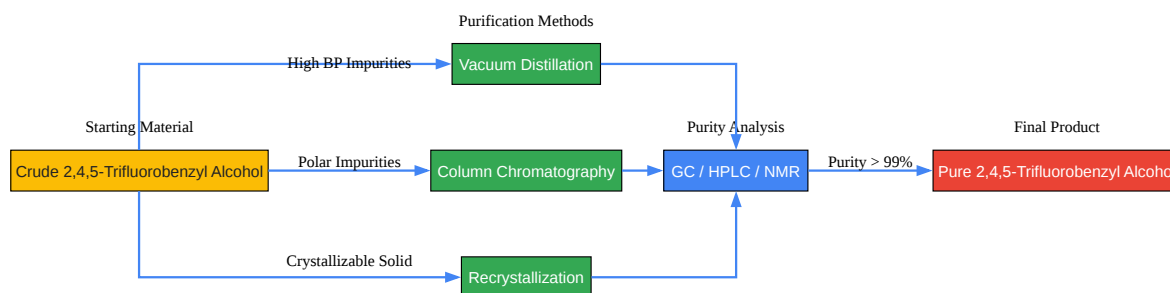 Purification Methods
High BP Impurities
Vacuum Distillation
Starting Material
Purity Analysis
Final Product
Crude 2,4,5-Trifluorobenzyl Alcohol
Polar Impurities
Column Chromatography
GC / HPLC / NMR
Purity > 99%
Pure 2,4,5-Trifluorobenzyl Alcohol
Crystallizable Solid
Recrystallization